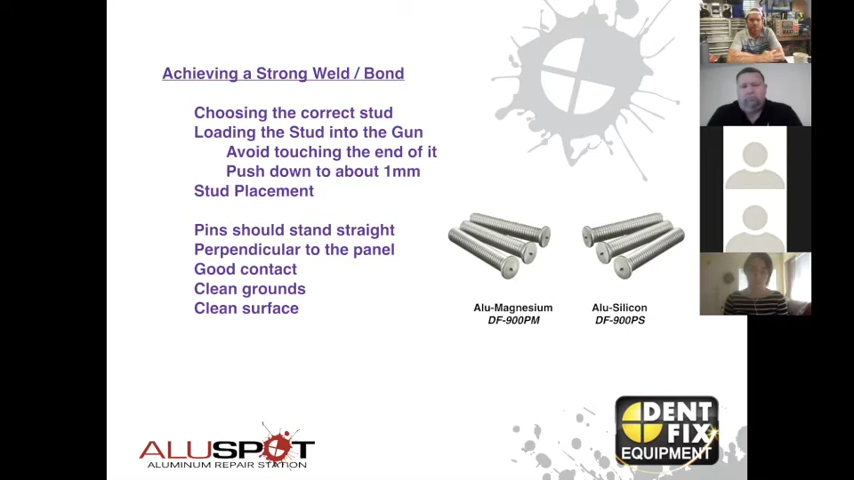 Achieving a Strong Weld / Bond
Choosing the correct stud
Loading the Stud into the Gun
Avoid touching the end of it
Push down to about 1mm
Stud Placement
Pins should stand straight
Perpendicular to the panel
Good contact
Clean grounds
Clean surface
Alu-Magnesium
DF-900PM
Alu-Silicon
DF-900PS
ALUSPOT
ALUMINUM REPAIR STATION
DENT
FIX
EQUIPMENT